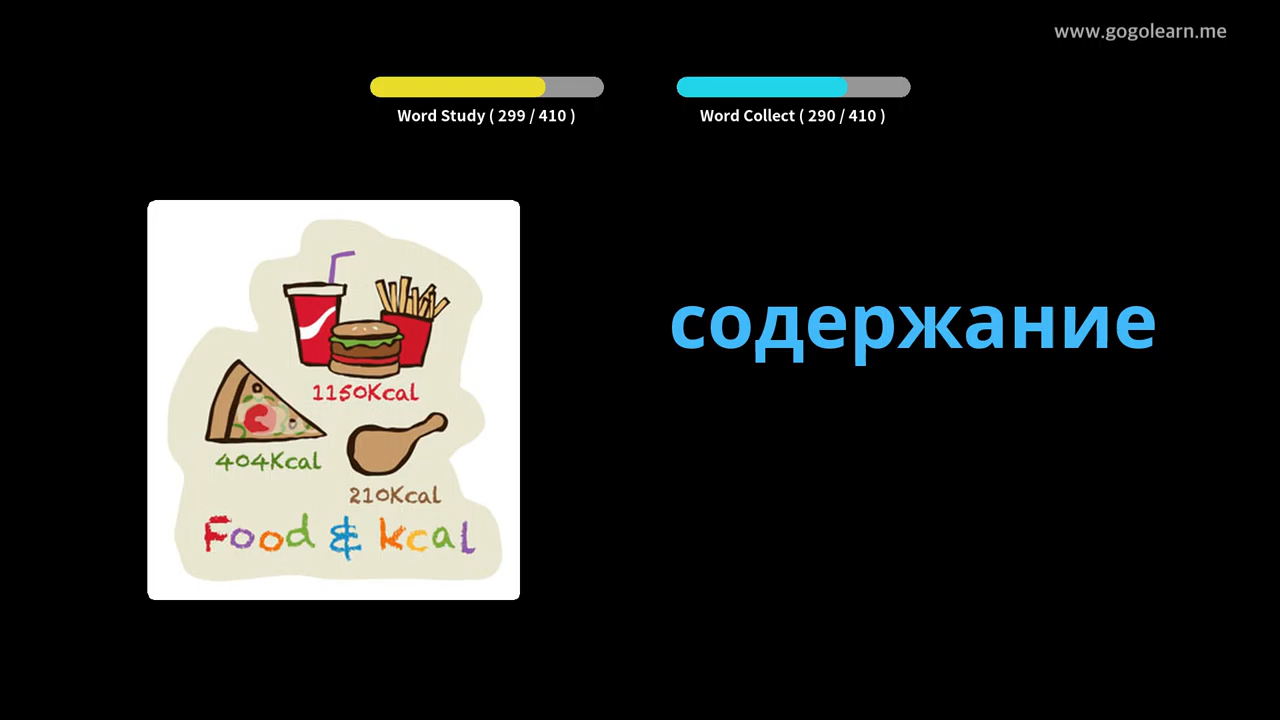 www.gogolearn.me
Word Study ( 299 / 410 )
Word Collect ( 290 / 410 )
содержание
1150Kcal
404Kcal
210Kcal
Food & kcal